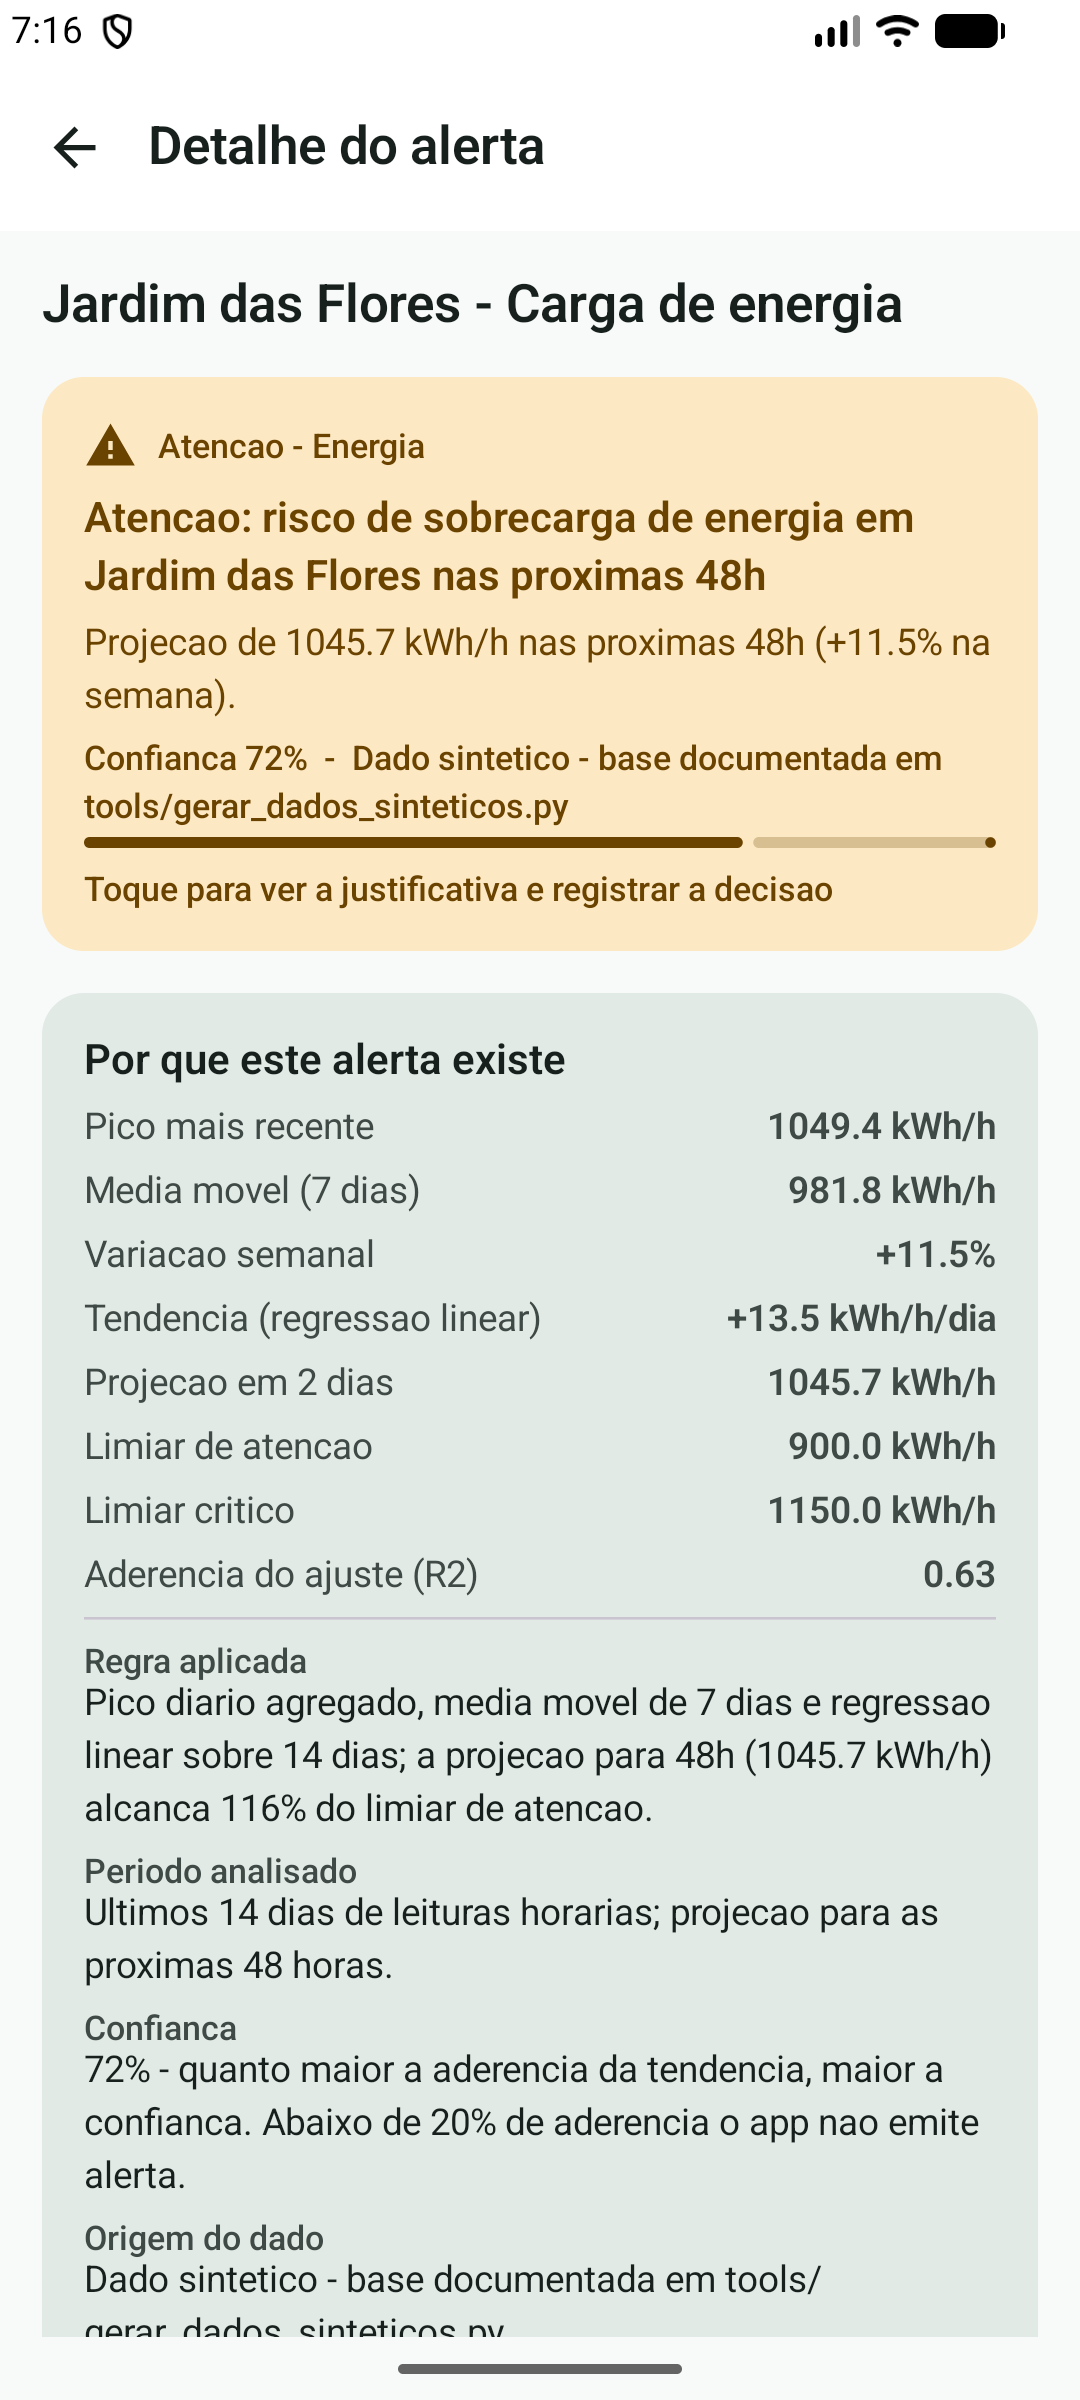 7:16
Detalhe do alerta
Jardim das Flores - Carga de energia
Atencao - Energia
Atencao: risco de sobrecarga de energia em
Jardim das Flores nas proximas 48h
Projecao de 1045.7 kWh/h nas proximas 48h (+11.5% na
semana).
Confianca 72% - Dado sintetico - base documentada em
tools/gerar_dados_sinteticos.py
Toque para ver a justificativa e registrar a decisao
Por que este alerta existe
Pico mais recente 1049.4 kWh/h
Media movel (7 dias) 981.8 kWh/h
Variacao semanal +11.5%
Tendencia (regressao linear) +13.5 kWh/h/dia
Projecao em 2 dias 1045.7 kWh/h
Limiar de atencao 900.0 kWh/h
Limiar critico 1150.0 kWh/h
Aderencia do ajuste (R2) 0.63
Regra aplicada
Pico diario agregado, media movel de 7 dias e regressao
linear sobre 14 dias; a projecao para 48h (1045.7 kWh/h)
alcanca 116% do limiar de atencao.
Periodo analisado
Ultimos 14 dias de leituras horarias; projecao para as
proximas 48 horas.
Confianca
72% - quanto maior a aderencia da tendencia, maior a
confianca. Abaixo de 20% de aderencia o app nao emite
alerta.
Origem do dado
Dado sintetico - base documentada em tools/
gerar_dados_sinteticos.py